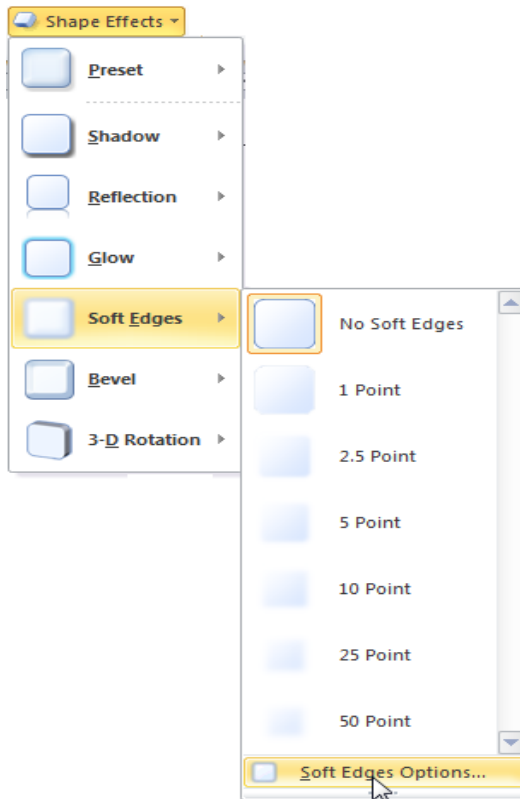 Shape Effects
Preset
Shadow
Reflection
Glow
Soft Edges
Bevel
3-D Rotation
No Soft Edges
1 Point
2.5 Point
5 Point
10 Point
25 Point
50 Point
Soft Edges Options...